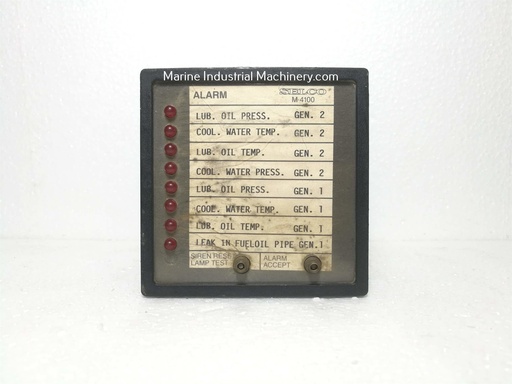 Marine Industrial Machinery.com
ALARM SELCO
M-4100
LUB. OIL PRESS. GEN. 2
COOL. WATER TEMP. GEN. 2
LUB. OIL TEMP. GEN. 2
COOL. WATER PRESS. GEN. 2
LUB. OIL PRESS. GEN. 1
COOL. WATER TEMP. GEN. 1
LUB. OIL TEMP. GEN. 1
LEAK IN FUELOIL PIPE GEN.1
SIREN RESET ALARM
LAMP TEST ACCEPT